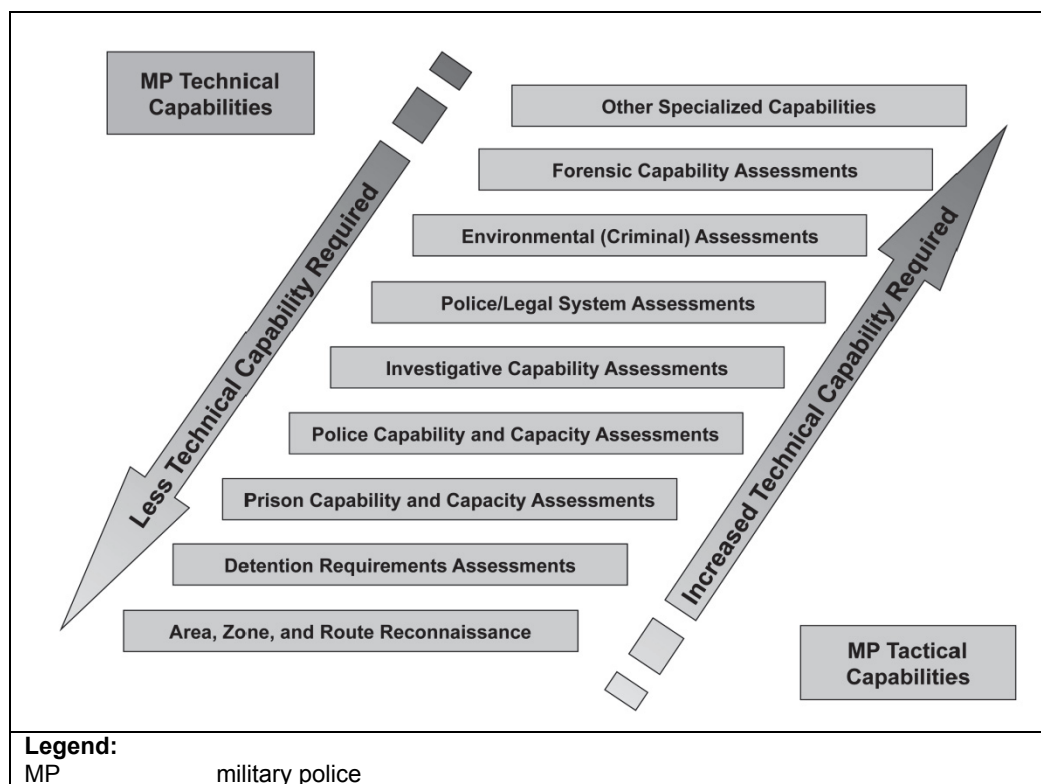 MP Technical
Capabilities
Other Specialized Capabilities
Forensic Capability Assessments
Environmental (Criminal) Assessments
Police/Legal System Assessments
Investigative Capability Assessments
Police Capability and Capacity Assessments
Prison Capability and Capacity Assessments
Detention Requirements Assessments
Area, Zone, and Route Reconnaissance
Less Technical Capability Required
Increased Technical Capability Required
MP Tactical
Capabilities
Legend:
MP military police